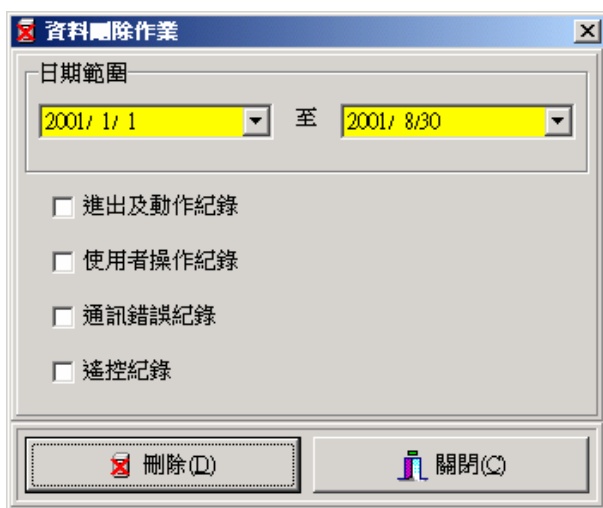 資料刪除作業
日期範圍
2001/ 1/ 1 至 2001/ 8/30
進出及動作紀錄
使用者操作紀錄
通訊錯誤紀錄
遙控紀錄
刪除(D) 關閉(C)